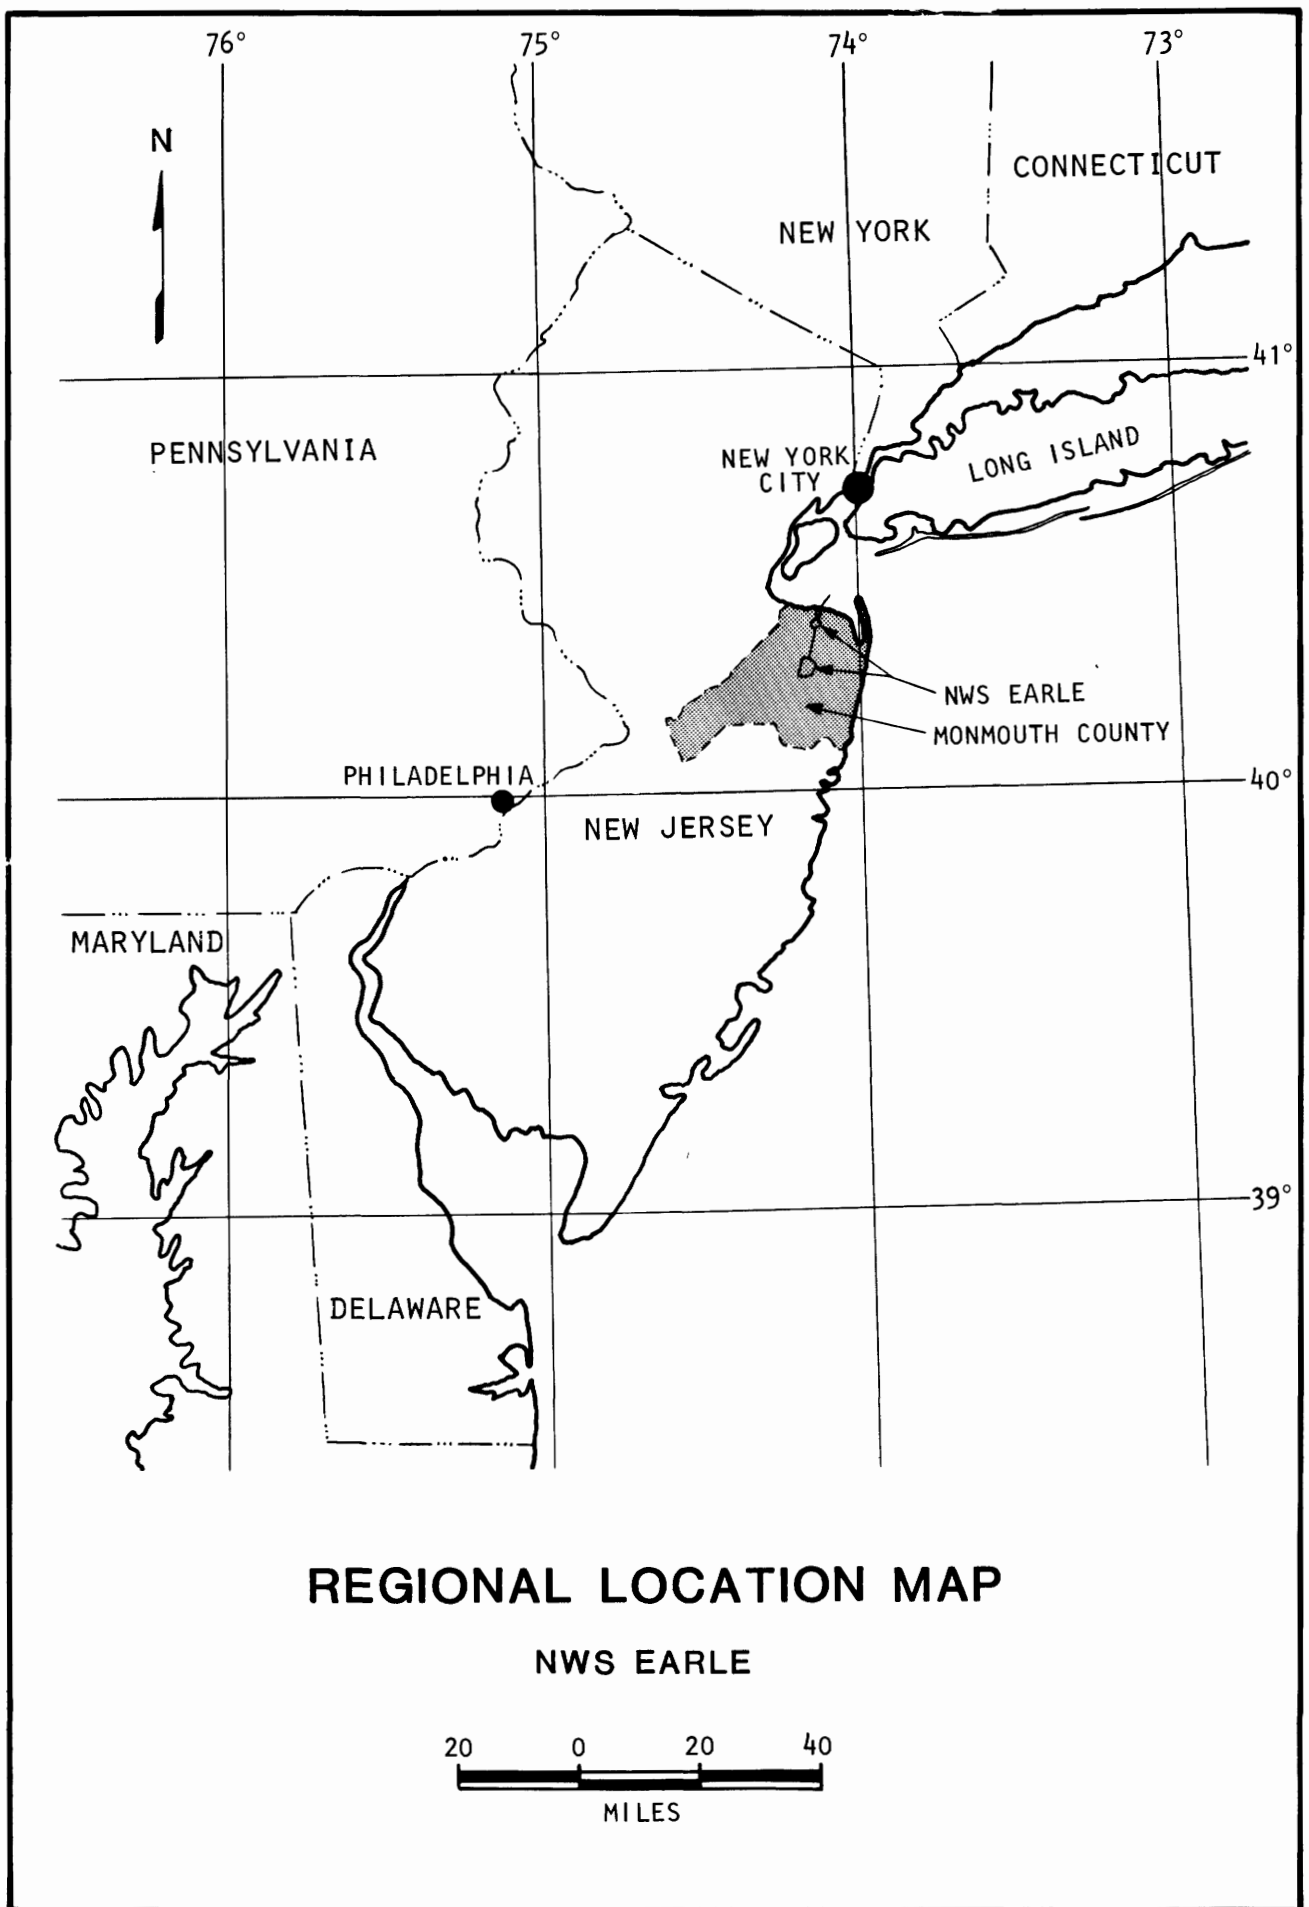 76° 75° 74° 73°
N
CONNECTICUT
NEW YORK
41°
PENNSYLVANIA
NEW YORK
CITY
LONG ISLAND
NWS EARLE
MONMOUTH COUNTY
PHILADELPHIA
40°
NEW JERSEY
MARYLAND
39°
DELAWARE
REGIONAL LOCATION MAP
NWS EARLE
20 0 20 40
MILES